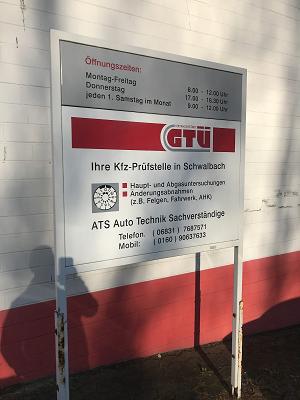 Öffnungszeiten:
Montag-Freitag 8.00 - 12.00 Uhr
Donnerstag 17.00 - 18.30 Uhr
jeden 1. Samstag im Monat 9.00 - 12.00 Uhr
GTÜ
Ihre Kfz-Prüfstelle in Schwalbach
Haupt- und Abgasuntersuchungen
Änderungsabnahmen
(z.B. Felgen, Fahrwerk, AHK)
ATS Auto Technik Sachverständige
Telefon. (06831) 7687571
Mobil: (0160) 90637633